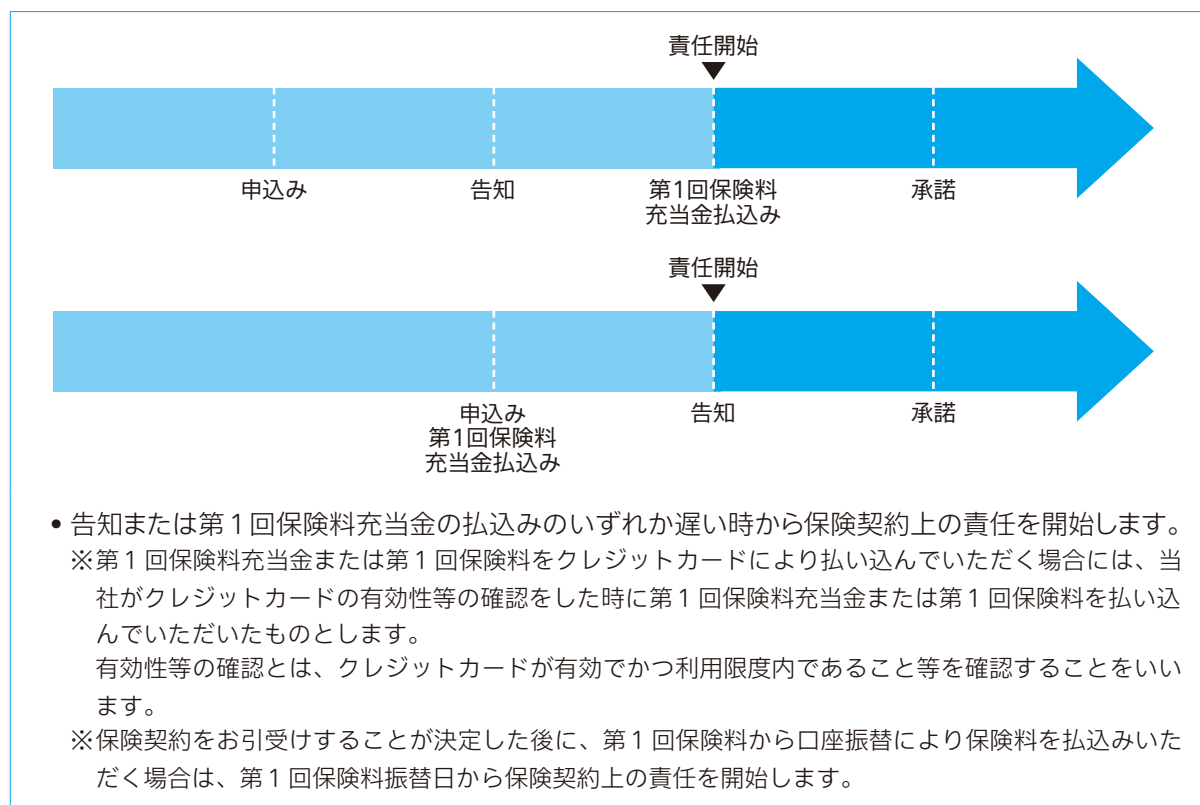 責任開始
申込み
告知
第1回保険料
充当金払込み
承諾
責任開始
申込み
第1回保険料
充当金払込み
告知
承諾
• 告知または第1回保険料充当金の払込みのいずれか遅い時から保険契約上の責任を開始します。
※第1回保険料充当金または第1回保険料をクレジットカードにより払い込んでいただく場合には、当
社がクレジットカードの有効性等の確認をした時に第1回保険料充当金または第1回保険料を払い込
んでいただいたものとします。
有効性等の確認とは、クレジットカードが有効でかつ利用限度内であること等を確認することをいい
ます。
※保険契約をお引受けすることが決定した後に、第1回保険料から口座振替により保険料を払込みいた
だく場合は、第1回保険料振替日から保険契約上の責任を開始します。